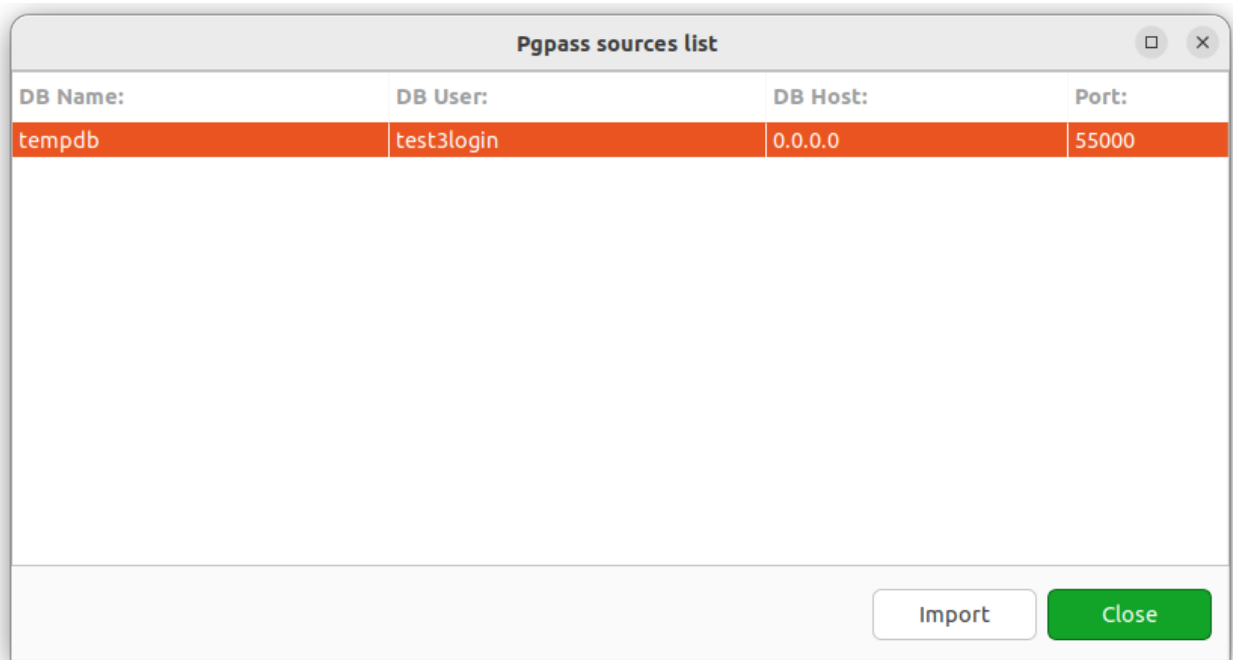 Pgpass sources list
DB Name: DB User: DB Host: Port:
tempdb test3login 0.0.0.0 55000
Import Close